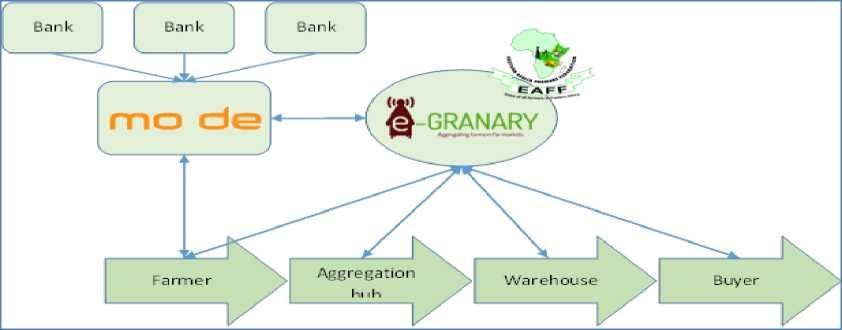 Bank
Bank
Bank
mo de
EAFF
e-GRANARY
Aggregating farmers for markets
Farmer
Aggregation
hub
Warehouse
Buyer